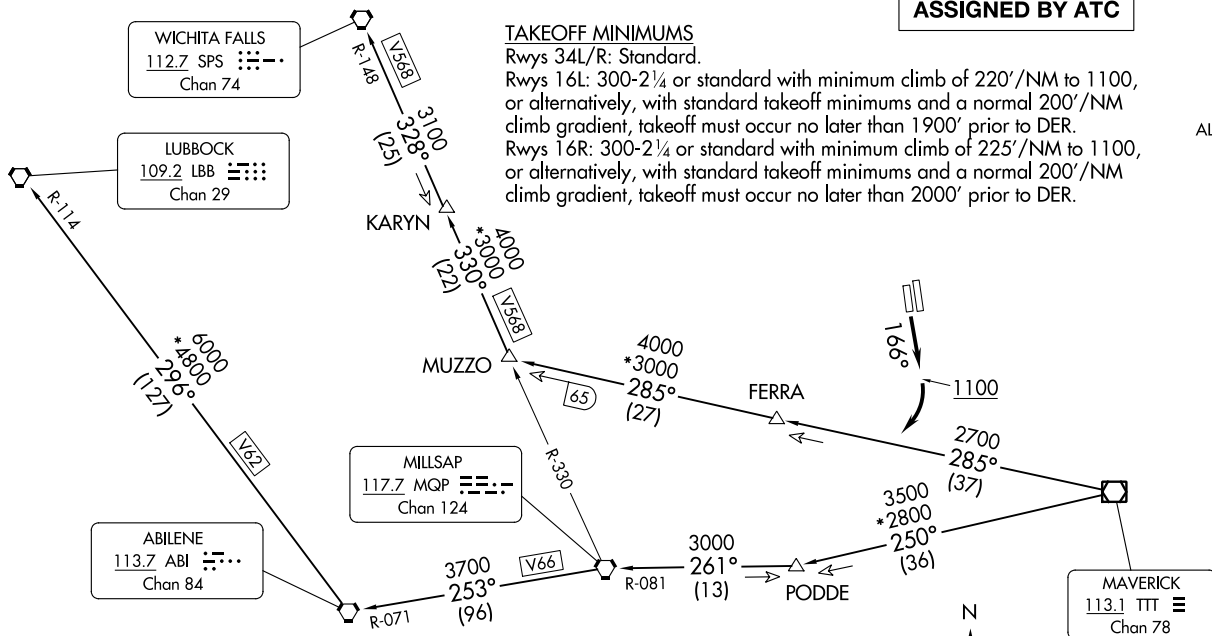 ASSIGNED BY ATC
TAKEOFF MINIMUMS
Rwys 34L/R: Standard.
Rwys 16L: 300-2¼ or standard with minimum climb of 220'/NM to 1100,
or alternatively, with standard takeoff minimums and a normal 200'/NM
climb gradient, takeoff must occur no later than 1900' prior to DER.
Rwys 16R: 300-2¼ or standard with minimum climb of 225'/NM to 1100,
or alternatively, with standard takeoff minimums and a normal 200'/NM
climb gradient, takeoff must occur no later than 2000' prior to DER.
AL
WICHITA FALLS
112.7 SPS
Chan 74
R-148
V568
3100
328°
(25)
LUBBOCK
109.2 LBB
Chan 29
R-114
KARYN
4000
*3000
330°
(22)
V568
6000
*4800
296°
(127)
V62
MUZZO
65
4000
*3000
285°
(27)
FERRA
166°
1100
2700
285°
(37)
R-330
MILLSAP
117.7 MQP
Chan 124
3500
*2800
250°
(36)
ABILENE
113.7 ABI
Chan 84
R-071
3700
253°
(96)
V66
R-081
3000
261°
(13)
PODDE
MAVERICK
113.1 TTT
Chan 78
N